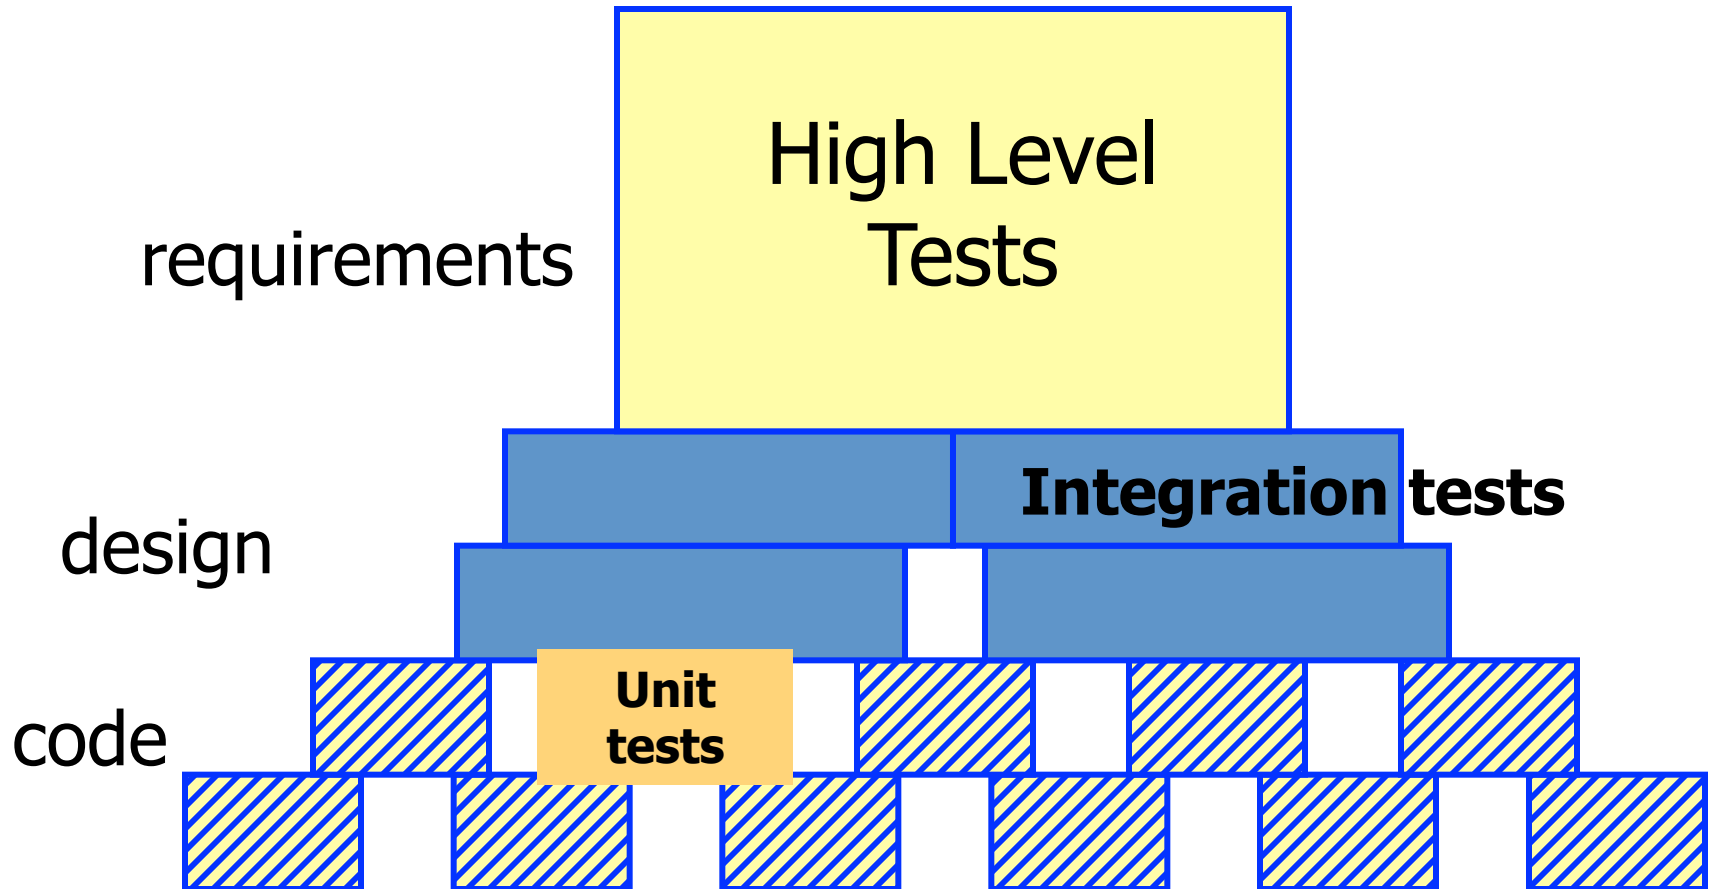 High Level
Tests
requirements
Integration tests
design
Unit
tests
code